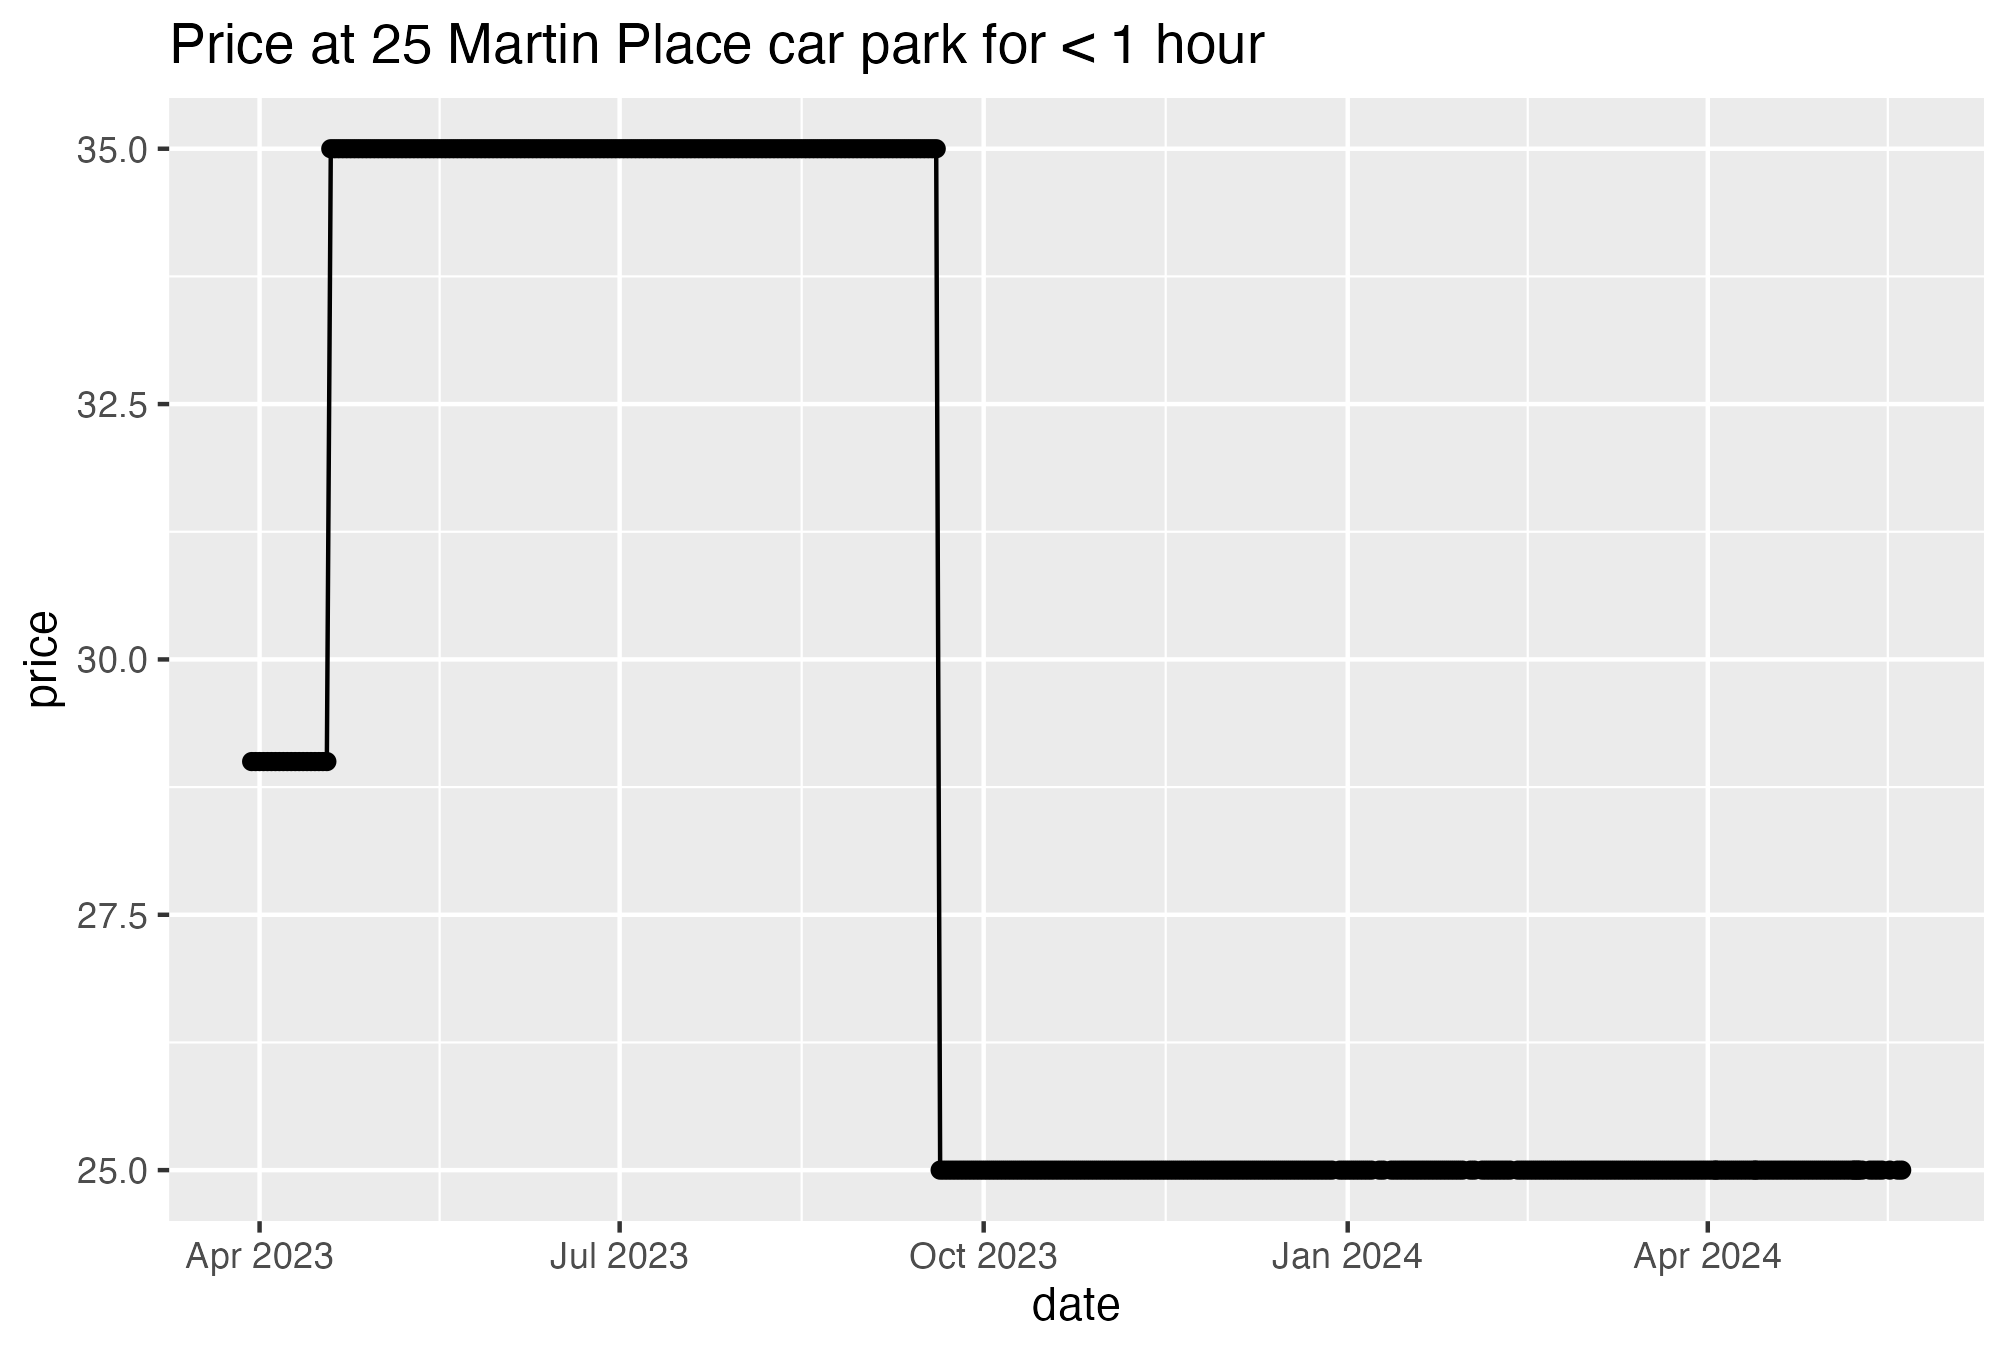 Price at 25 Martin Place car park for < 1 hour
35.0
32.5
30.0
27.5
25.0
price
Apr 2023
Jul 2023
Oct 2023
Jan 2024
Apr 2024
date